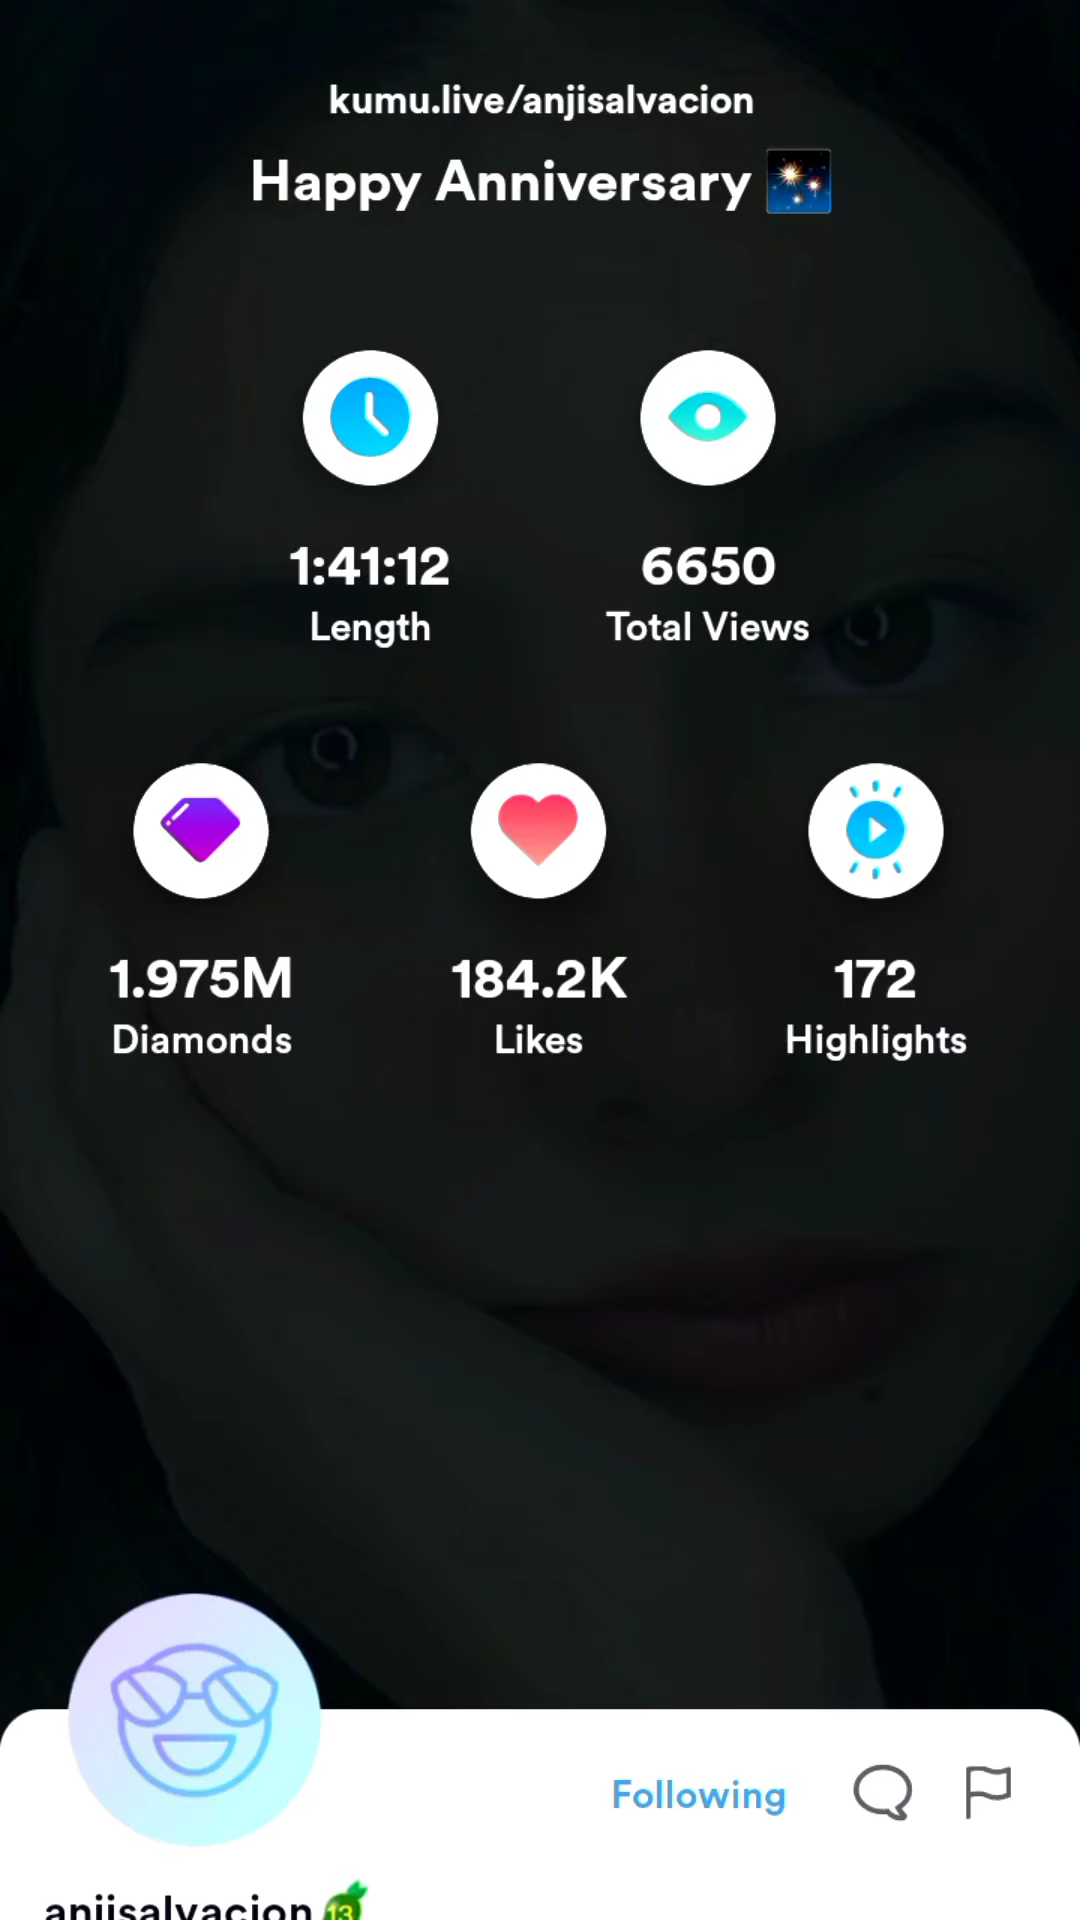 kumu.live/anjisalvacion
Happy Anniversary
1:41:12
Length
6650
Total Views
1.975M
Diamonds
184.2K
Likes
172
Highlights
Following
anjisalvacion 13